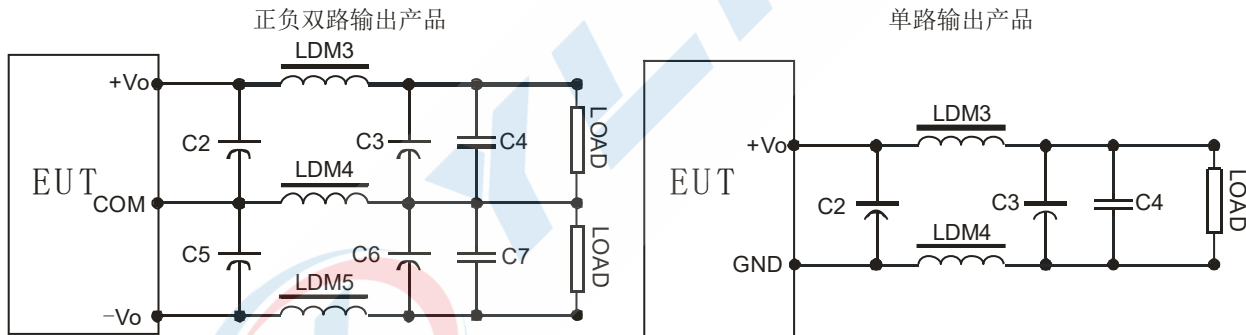 正负双路输出产品
单路输出产品
LDM3
+Vo
C2
C3
C4
LOAD
LDM4
EUT
COM
C5
C6
C7
LOAD
LDM5
−Vo
LDM3
+Vo
EUT
C2
C3
C4
LOAD
LDM4
GND